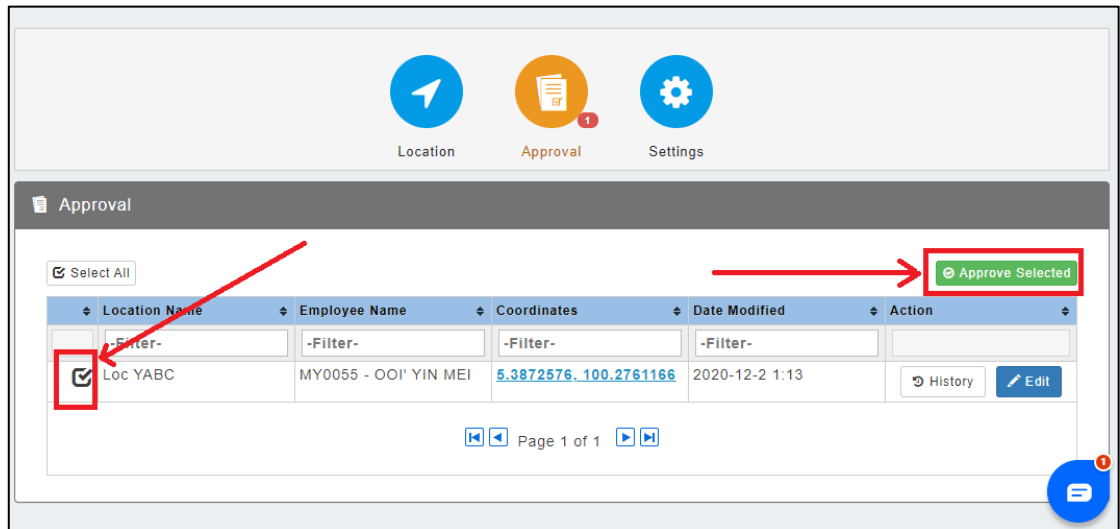 1
Location Approval Settings
Approval
Select All
Approve Selected
Location Name Employee Name Coordinates Date Modified Action
-Filter- -Filter- -Filter- -Filter-
Loc YABC MY0055 - OOI' YIN MEI 5.3872576, 100.2761166 2020-12-2 1:13 History Edit
Page 1 of 1
1